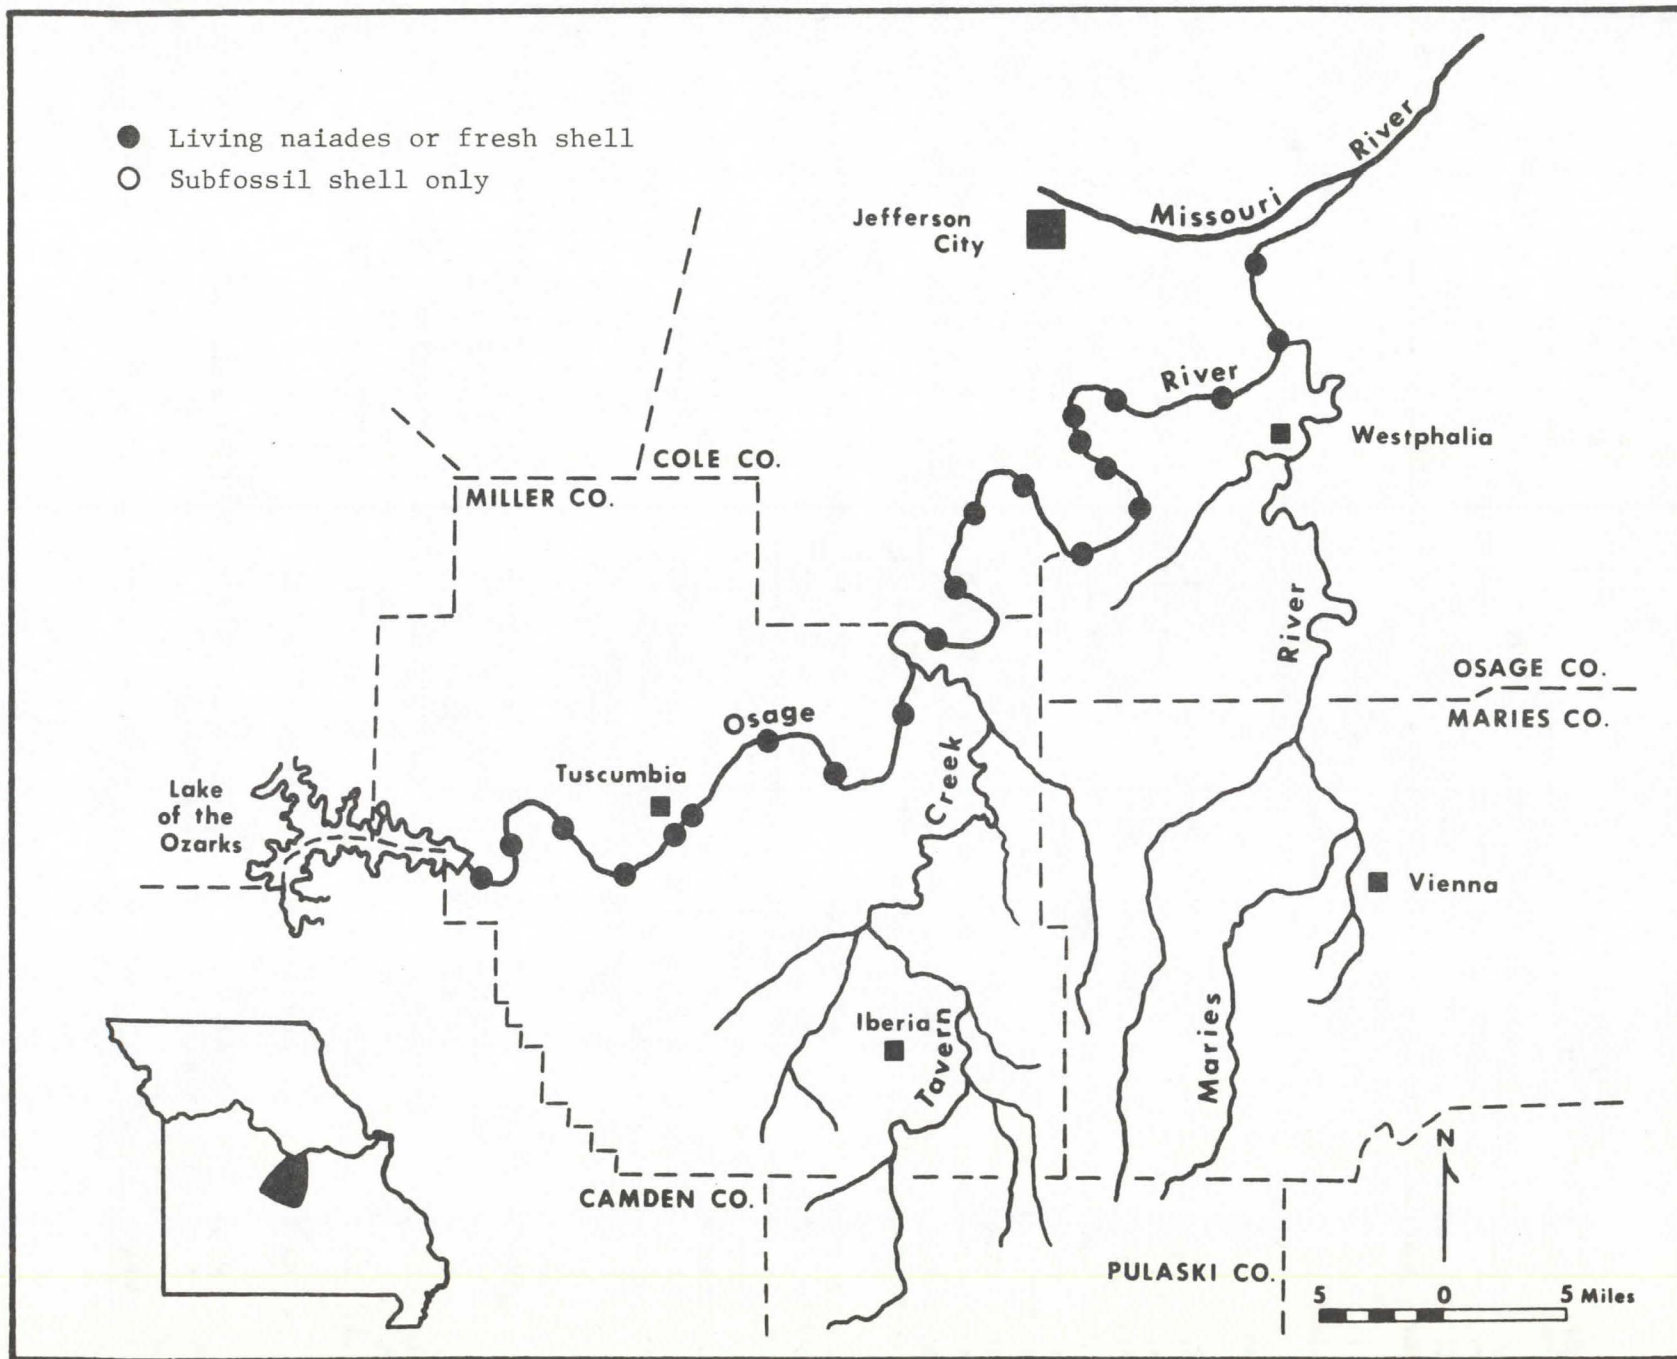 Living naiades or fresh shell
Subfossil shell only
Missouri River
Jefferson
City
River
Westphalia
COLE CO.
MILLER CO.
River
OSAGE CO.
MARIES CO.
Osage
Creek
Tuscumbia
Lake
of the
Ozarks
Vienna
Iberia
Tavern
Maries
N
CAMDEN CO.
PULASKI CO.
5 0 5 Miles